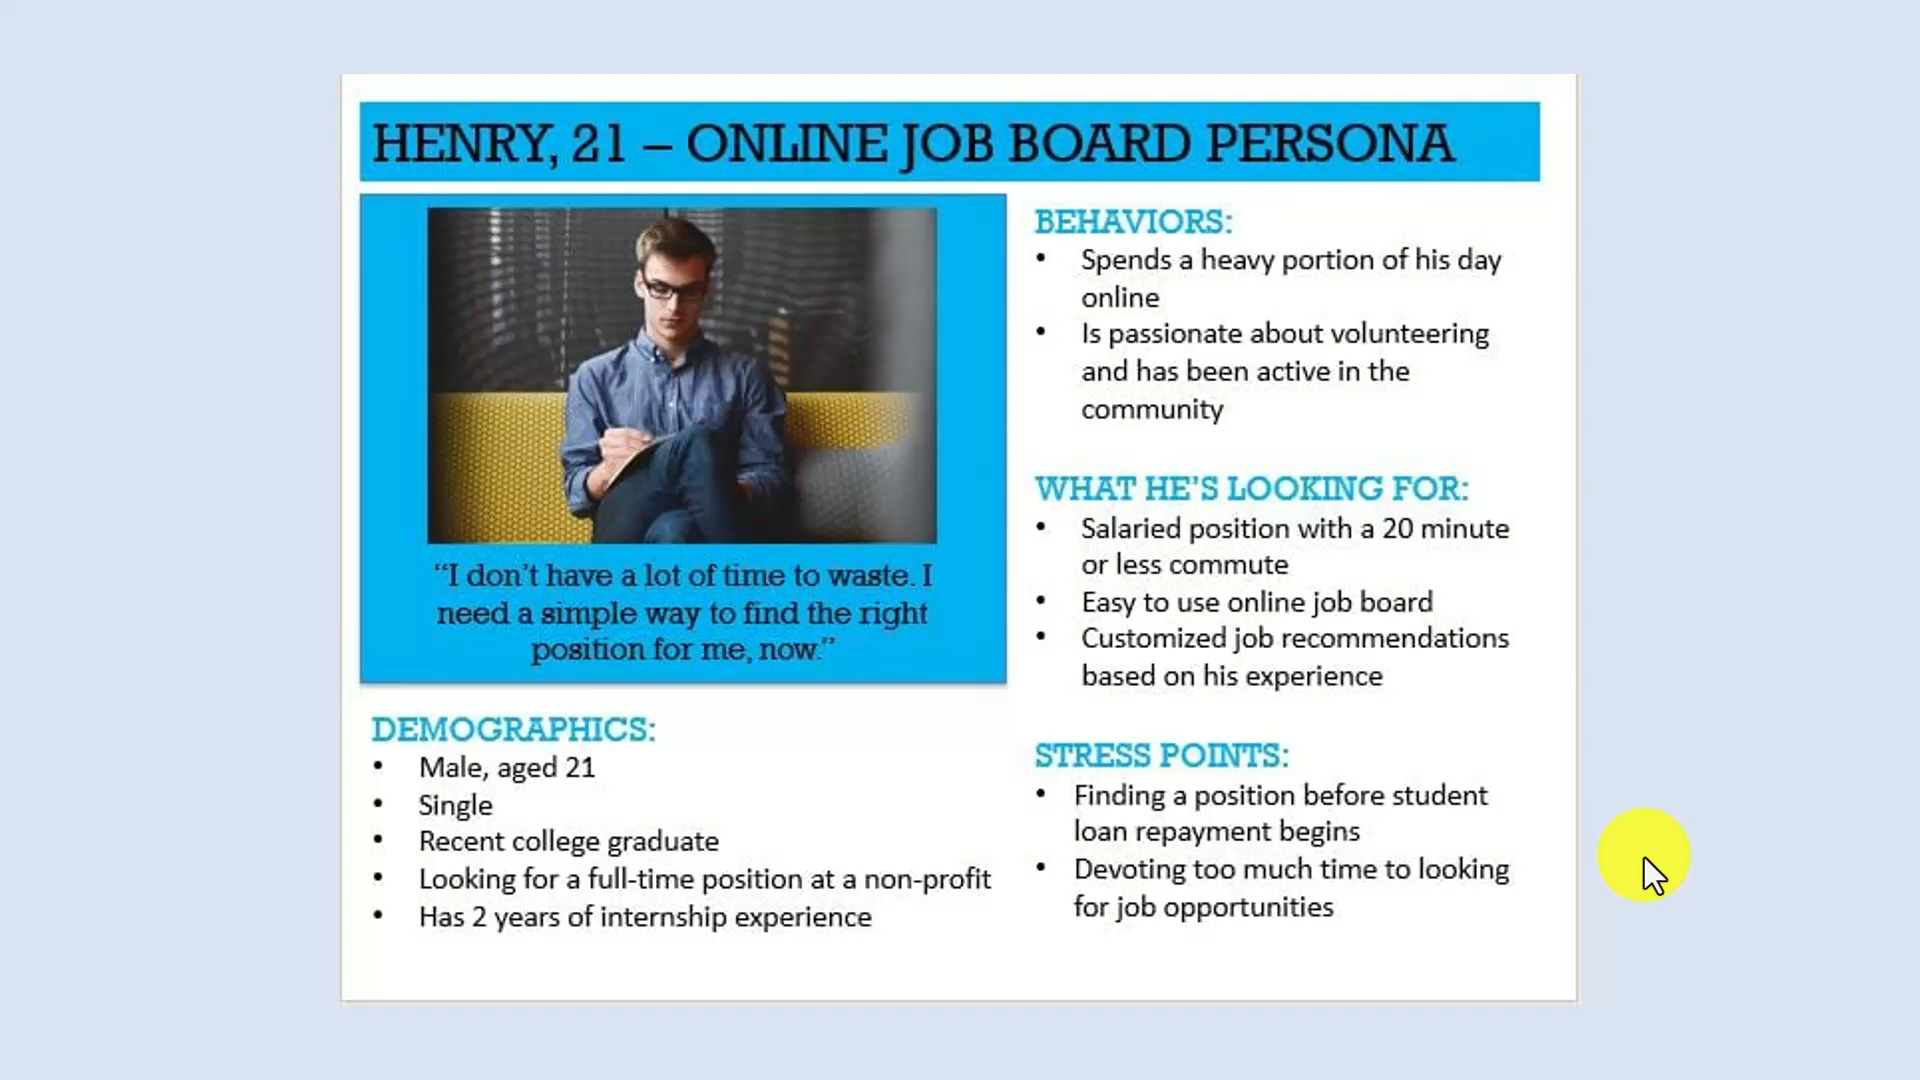 HENRY, 21 – ONLINE JOB BOARD PERSONA
“I don’t have a lot of time to waste. I
need a simple way to find the right
position for me, now.”
DEMOGRAPHICS:
• Male, aged 21
• Single
• Recent college graduate
• Looking for a full-time position at a non-profit
• Has 2 years of internship experience
BEHAVIORS:
• Spends a heavy portion of his day
online
• Is passionate about volunteering
and has been active in the
community
WHAT HE’S LOOKING FOR:
• Salaried position with a 20 minute
or less commute
• Easy to use online job board
• Customized job recommendations
based on his experience
STRESS POINTS:
• Finding a position before student
loan repayment begins
• Devoting too much time to looking
for job opportunities